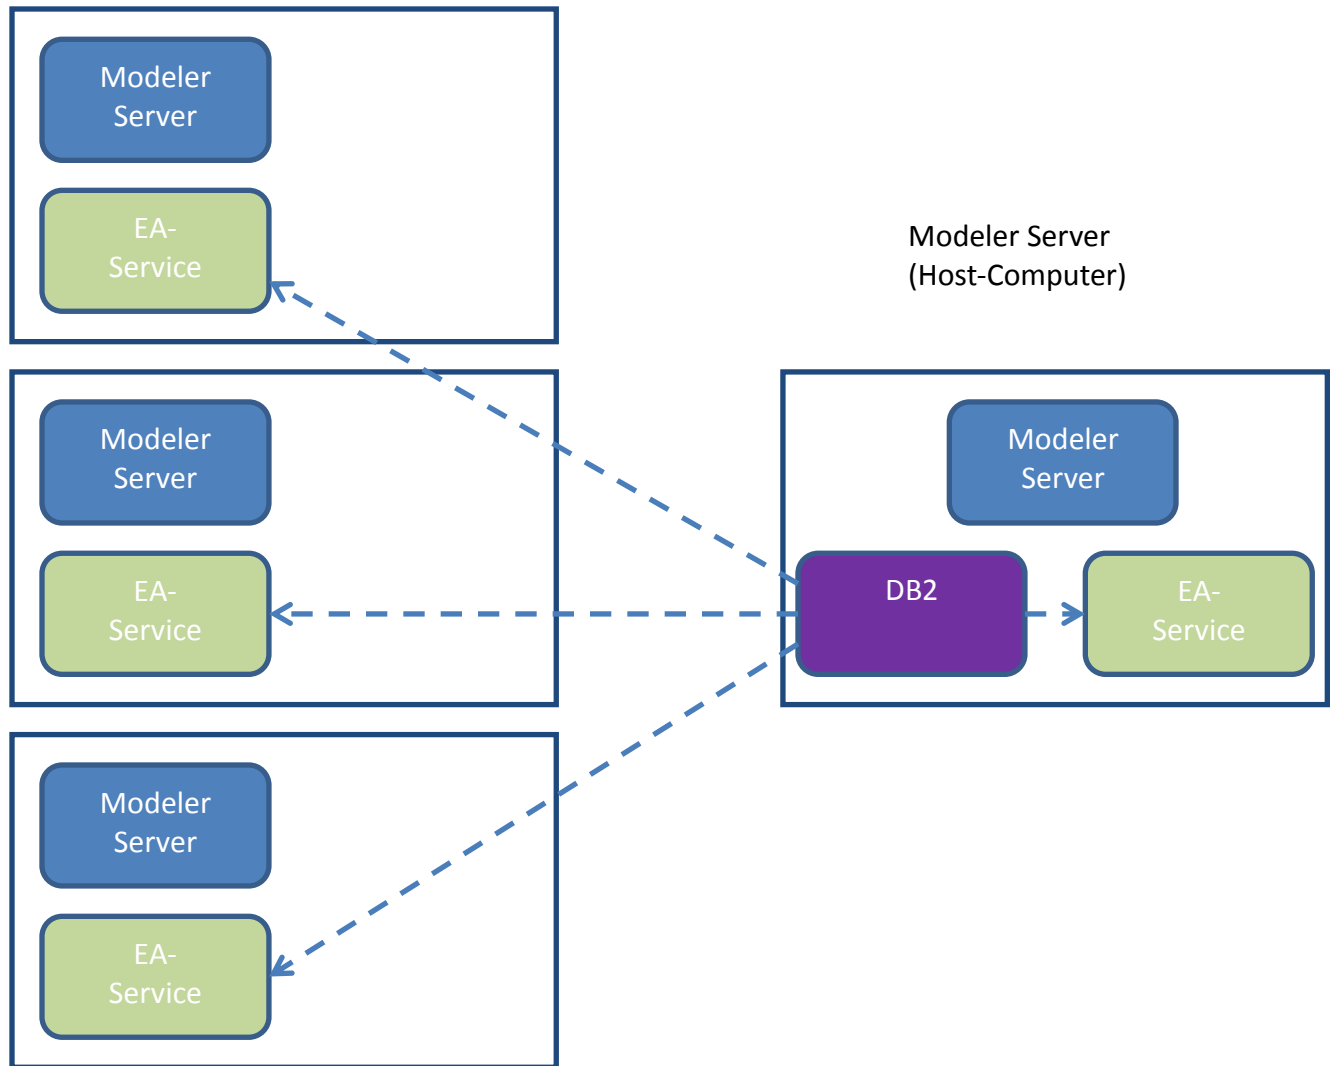 Modeler
Server
EA-
Service
Modeler Server
(Host-Computer)
Modeler
Server
EA-
Service
Modeler
Server
DB2
EA-
Service
Modeler
Server
EA-
Service